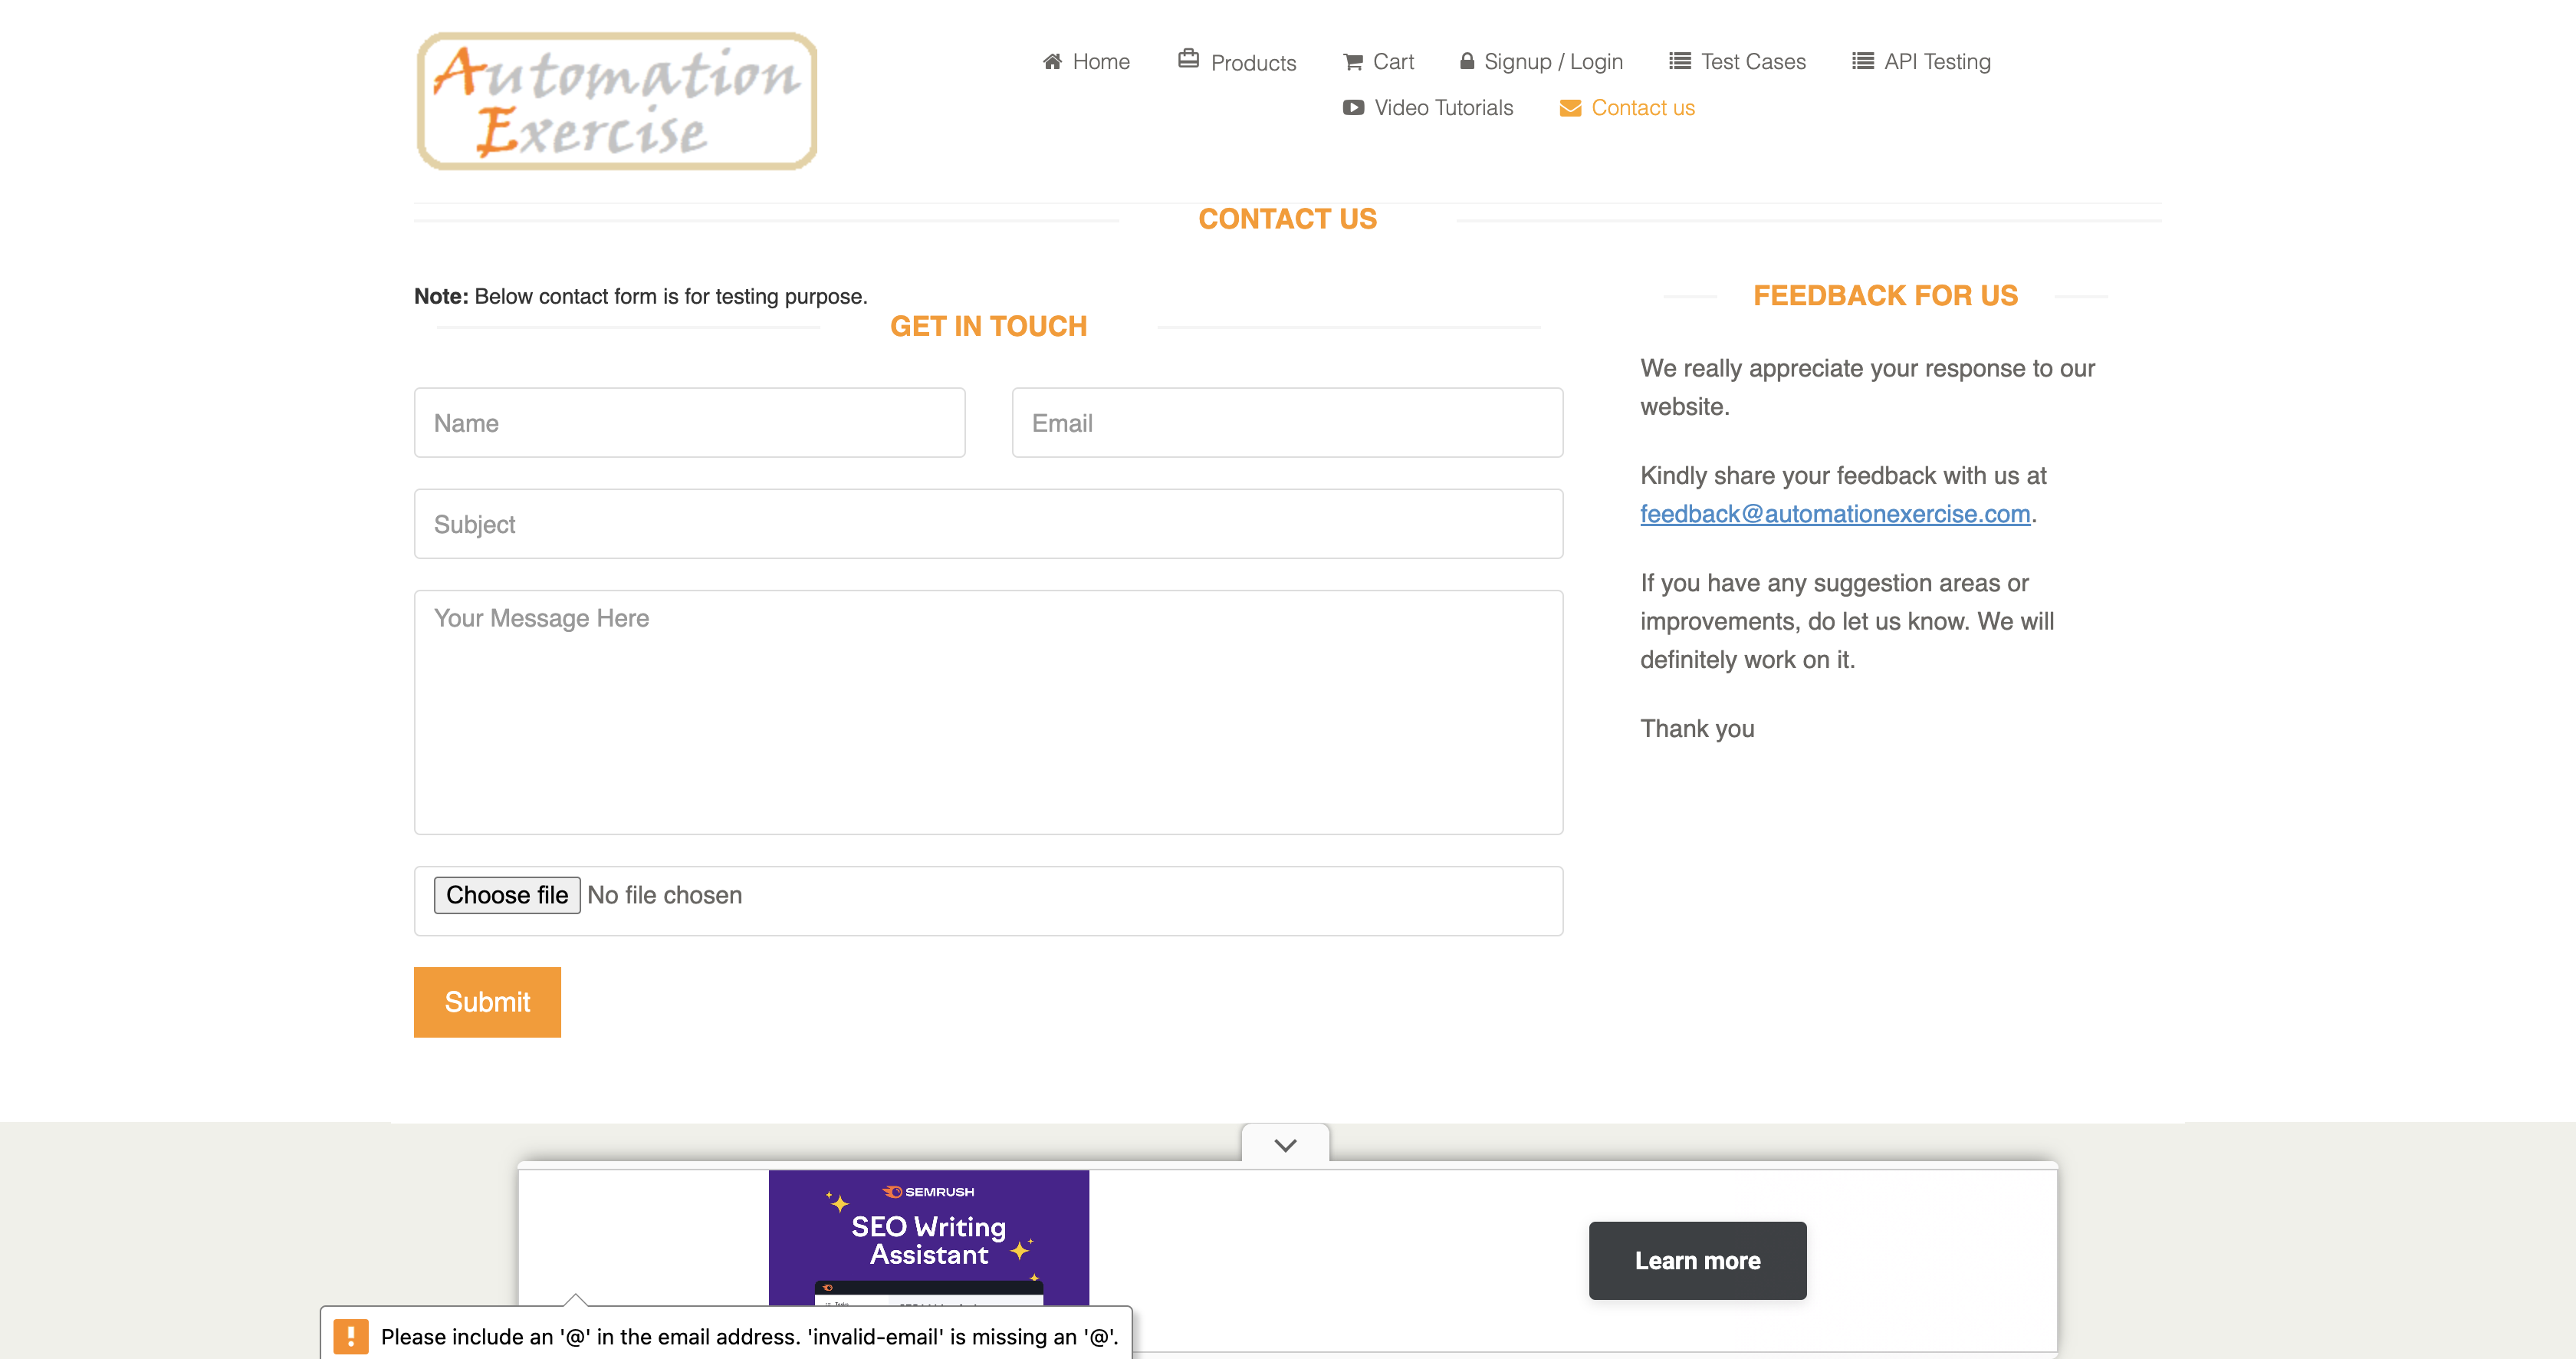 Automation
Exercise
Home
Products
Cart
Signup / Login
Test Cases
API Testing
Video Tutorials
Contact us
CONTACT US
Note: Below contact form is for testing purpose.
GET IN TOUCH
Name
Email
Subject
Your Message Here
Choose file No file chosen
Submit
FEEDBACK FOR US
We really appreciate your response to our
website.
Kindly share your feedback with us at
feedback@automationexercise.com.
If you have any suggestion areas or
improvements, do let us know. We will
definitely work on it.
Thank you
SEMRUSH
SEO Writing
Assistant
Learn more
Please include an '@' in the email address. 'invalid-email' is missing an '@'.